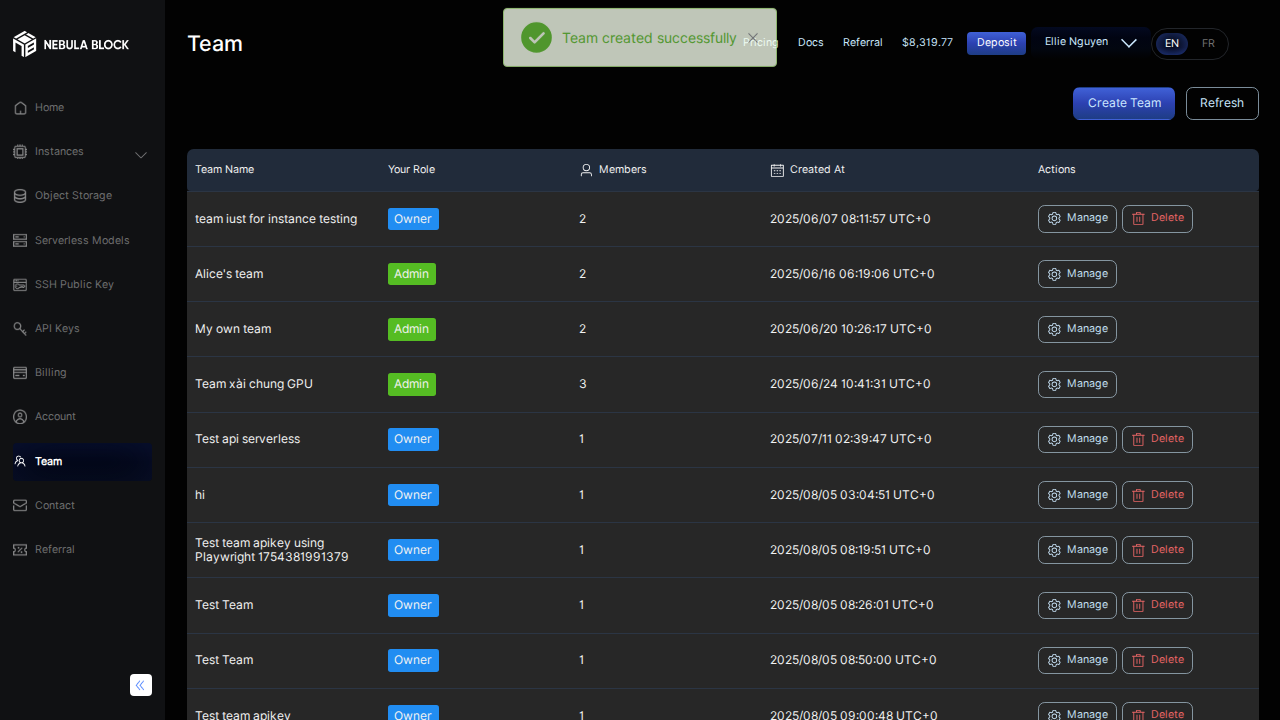 NEBULA BLOCK
Team
Team created successfully
Pricing
Docs
Referral
$8,319.77
Deposit
Ellie Nguyen
EN
FR
Home
Instances
Object Storage
Serverless Models
SSH Public Key
API Keys
Billing
Account
Team
Contact
Referral
Create Team
Refresh
Team Name Your Role Members Created At Actions
team iust for instance testing Owner 2 2025/06/07 08:11:57 UTC+0 Manage Delete
Alice's team Admin 2 2025/06/16 06:19:06 UTC+0 Manage
My own team Admin 2 2025/06/20 10:26:17 UTC+0 Manage
Team xài chung GPU Admin 3 2025/06/24 10:41:31 UTC+0 Manage
Test api serverless Owner 1 2025/07/11 02:39:47 UTC+0 Manage Delete
hi Owner 1 2025/08/05 03:04:51 UTC+0 Manage Delete
Test team apikey using
Playwright 1754381991379 Owner 1 2025/08/05 08:19:51 UTC+0 Manage Delete
Test Team Owner 1 2025/08/05 08:26:01 UTC+0 Manage Delete
Test Team Owner 1 2025/08/05 08:50:00 UTC+0 Manage Delete
Test team apikey Owner 1 2025/08/05 09:00:48 UTC+0 Manage Delete